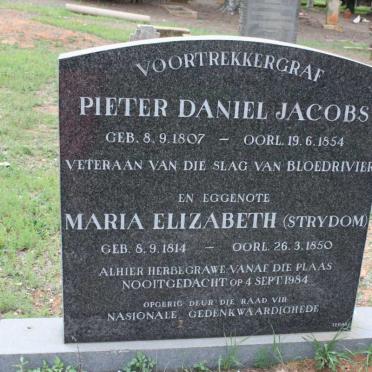 VOORTREKKERGRAF
PIETER DANIEL JACOBS
GEB. 8.9.1807 — OORL. 19.6.1854
VETERAAN VAN DIE SLAG VAN BLOEDRIVIER
EN EGGENOTE
MARIA ELIZABETH (STRYDOM)
GEB. 8.9.1814 — OORL. 26.3.1850
ALHIER HERBEGRAWE VANAF DIE PLAAS
NOOITGEDACHT OP 4 SEPT. 1984
OPGERIG DEUR DIE RAAD VIR
NASIONALE GEDENKWAARDIGHEDE